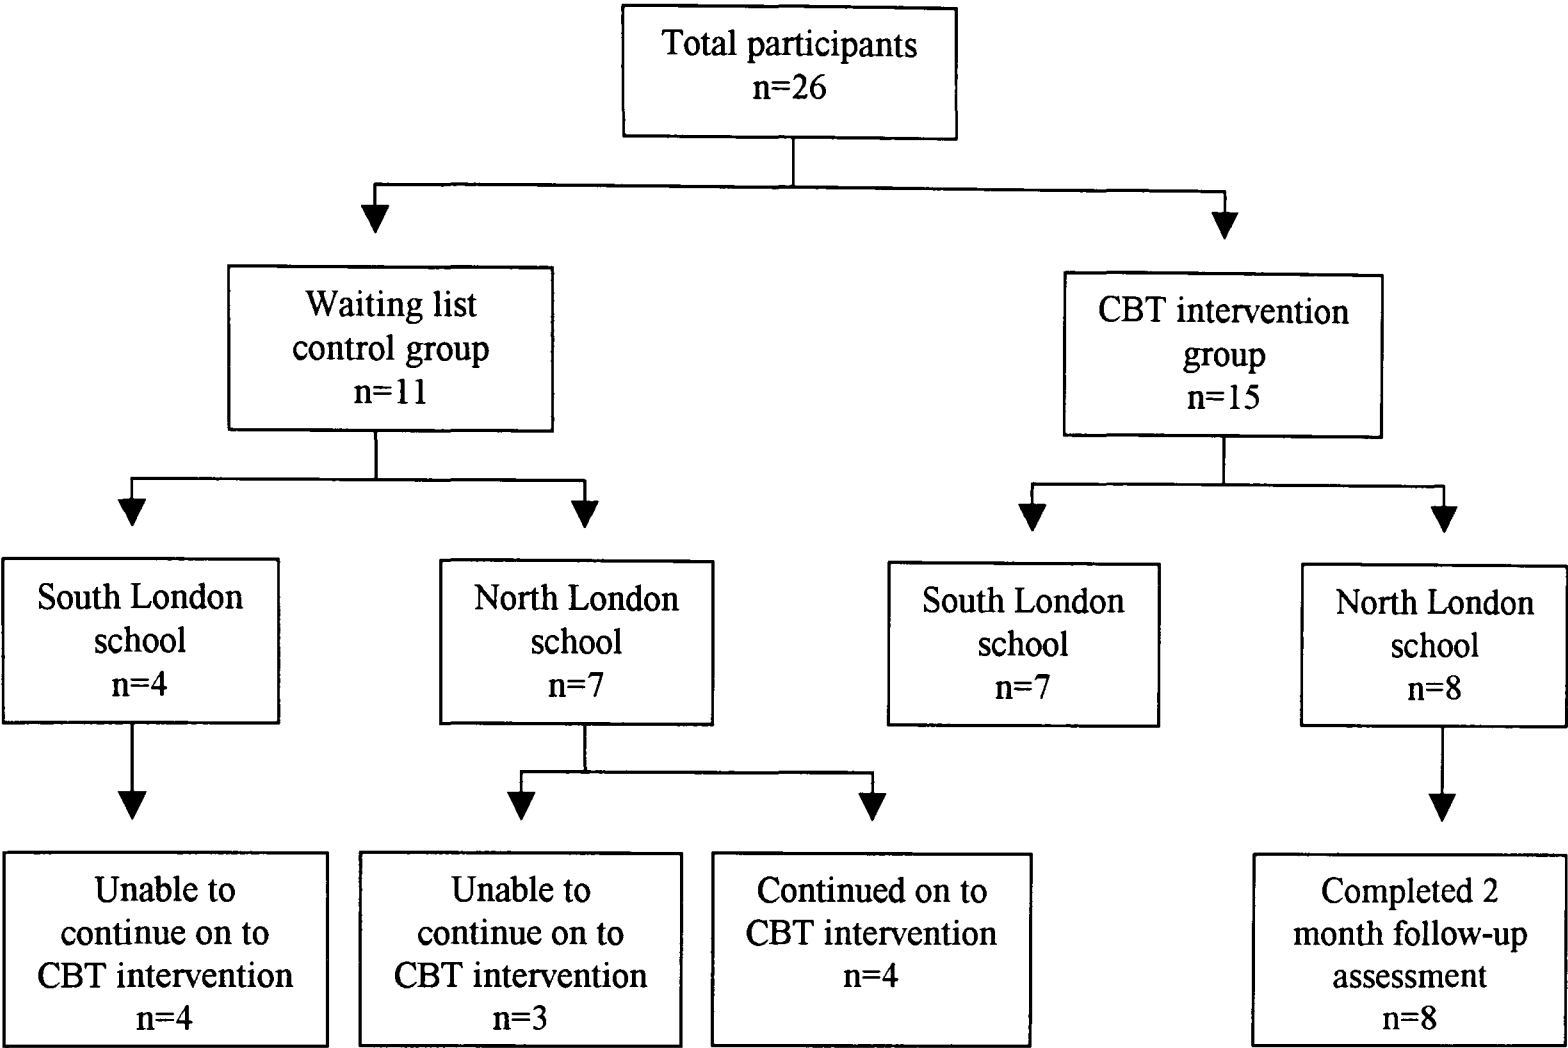 Total participants
n=26
Waiting list
control group
n=11
CBT intervention
group
n=15
South London
school
n=4
North London
school
n=7
South London
school
n=7
North London
school
n=8
Unable to
continue on to
CBT intervention
n=4
Unable to
continue on to
CBT intervention
n=3
Continued on to
CBT intervention
n=4
Completed 2
month follow-up
assessment
n=8